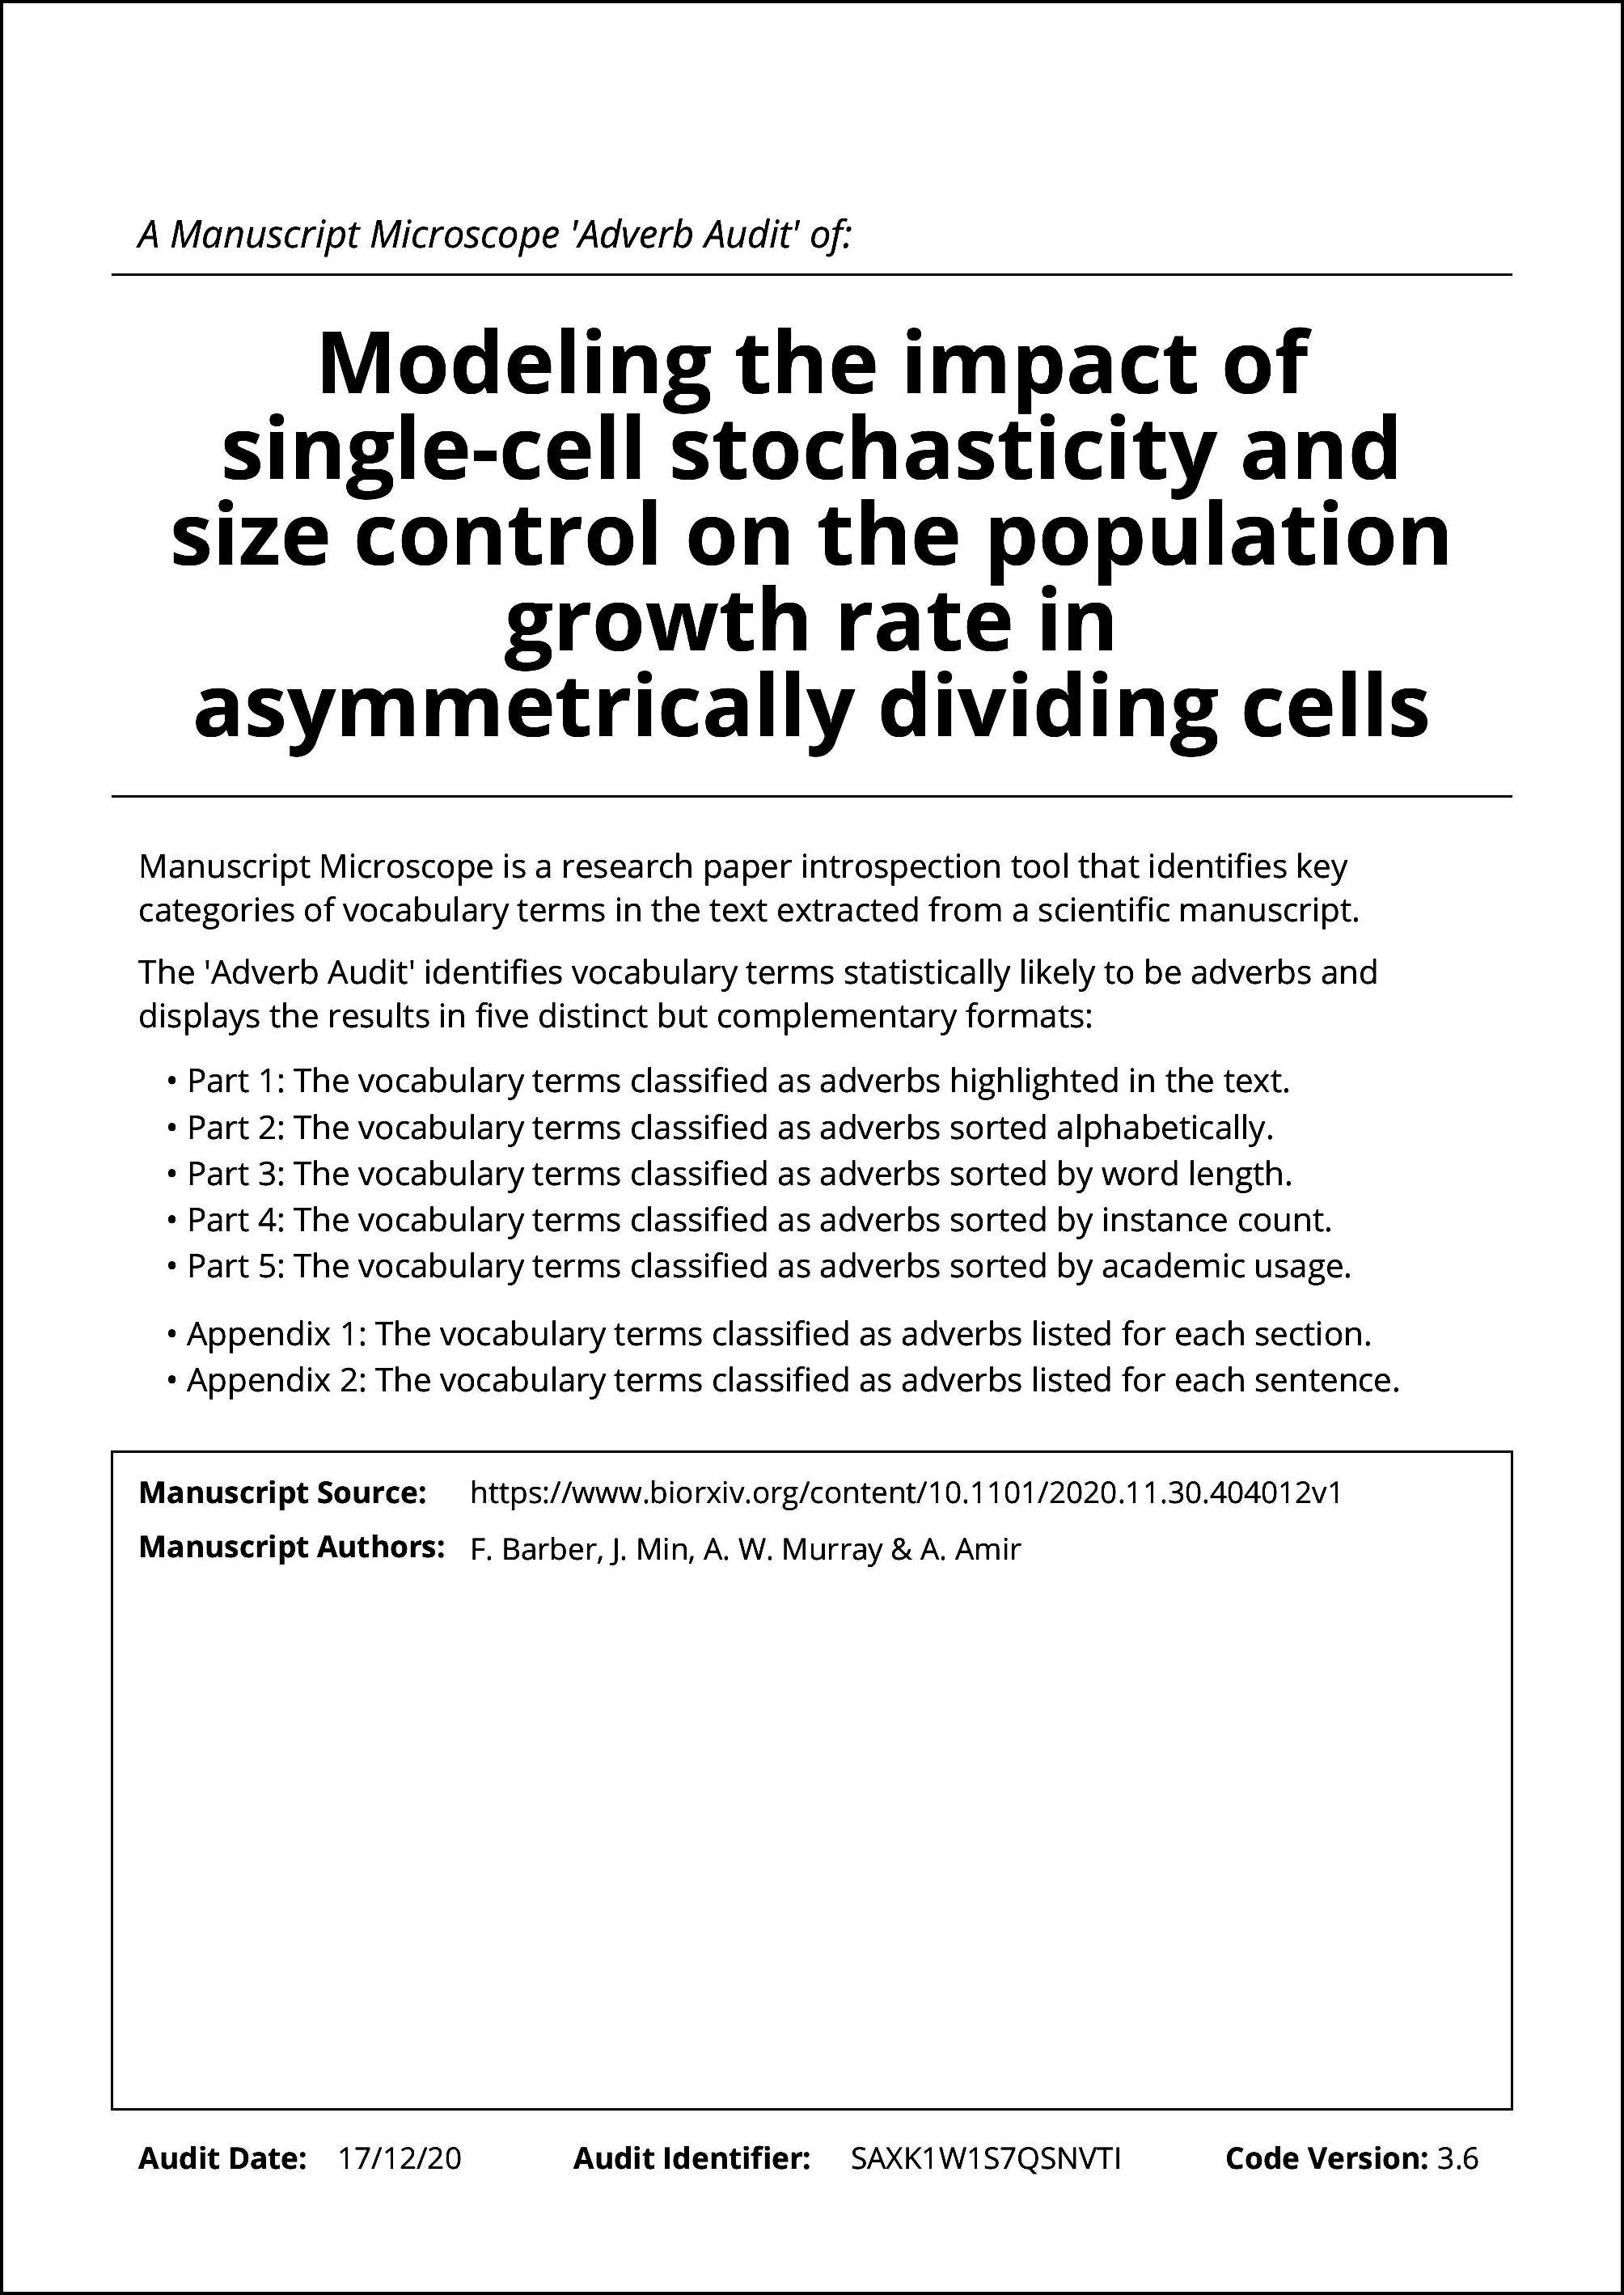 A Manuscript Microscope 'Adverb Audit' of:
Modeling the impact of
single-cell stochasticity and
size control on the population
growth rate in
asymmetrically dividing cells
Manuscript Microscope is a research paper introspection tool that identifies key
categories of vocabulary terms in the text extracted from a scientific manuscript.
The 'Adverb Audit' identifies vocabulary terms statistically likely to be adverbs and
displays the results in five distinct but complementary formats:
• Part 1: The vocabulary terms classified as adverbs highlighted in the text.
• Part 2: The vocabulary terms classified as adverbs sorted alphabetically.
• Part 3: The vocabulary terms classified as adverbs sorted by word length.
• Part 4: The vocabulary terms classified as adverbs sorted by instance count.
• Part 5: The vocabulary terms classified as adverbs sorted by academic usage.
• Appendix 1: The vocabulary terms classified as adverbs listed for each section.
• Appendix 2: The vocabulary terms classified as adverbs listed for each sentence.
Manuscript Source: https://www.biorxiv.org/content/10.1101/2020.11.30.404012v1
Manuscript Authors: F. Barber, J. Min, A. W. Murray & A. Amir
Audit Date: 17/12/20 Audit Identifier: SAXK1W1S7QSNVTI Code Version: 3.6